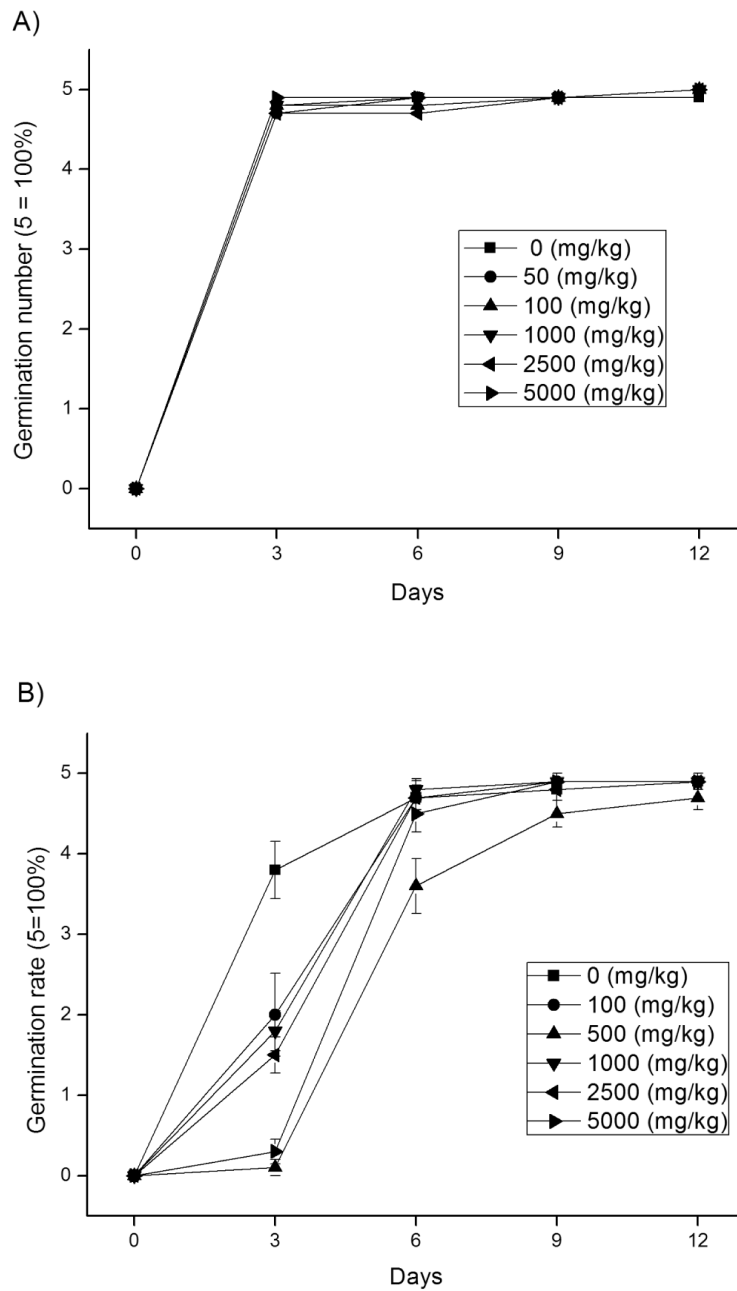 A)
Germination number (5 = 100%)
5
4
3
2
1
0
0 (mg/kg)
50 (mg/kg)
100 (mg/kg)
1000 (mg/kg)
2500 (mg/kg)
5000 (mg/kg)
0 3 6 9 12
Days
B)
Germination rate (5=100%)
5
4
3
2
1
0
0 (mg/kg)
100 (mg/kg)
500 (mg/kg)
1000 (mg/kg)
2500 (mg/kg)
5000 (mg/kg)
0 3 6 9 12
Days